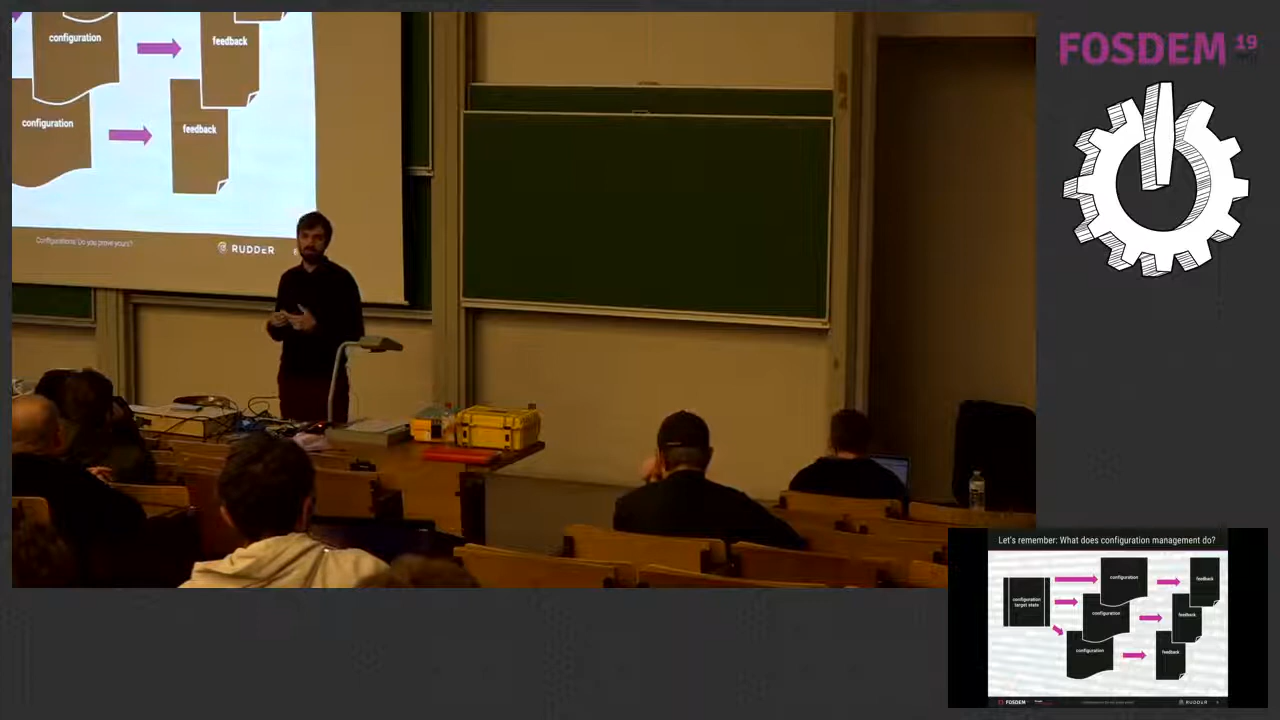 configuration
feedback
configuration
feedback
Configurations: Do you prove yours?
RUDDER
FOSDEM 19
Let's remember: What does configuration management do?
configuration target state
configuration
feedback
configuration
feedback
configuration
feedback
FOSDEM
RUDDER